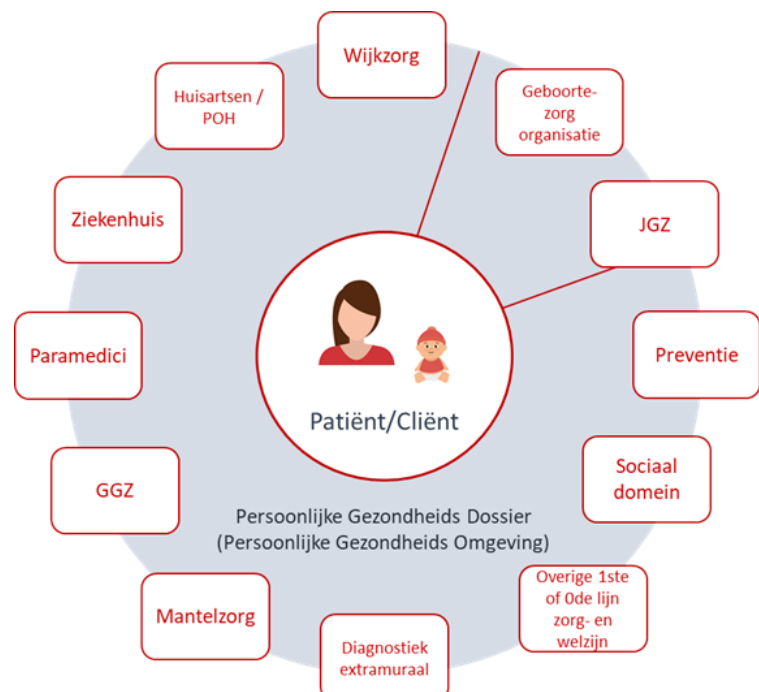 Wijkzorg
Geboorte-
zorg
organisatie
JGZ
Preventie
Sociaal
domein
Overige 1ste
of 0de lijn
zorg- en
welzijn
Diagnostiek
extramuraal
Mantelzorg
GGZ
Paramedici
Ziekenhuis
Huisartsen /
POH
Patiënt/Cliënt
Persoonlijke Gezondheids Dossier
(Persoonlijke Gezondheids Omgeving)